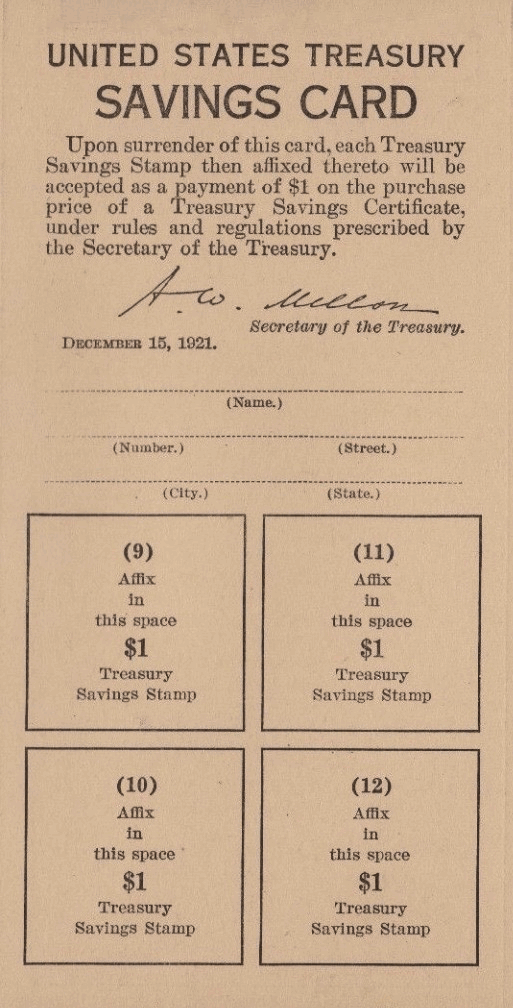 UNITED STATES TREASURY
SAVINGS CARD
Upon surrender of this card, each Treasury
Savings Stamp then affixed thereto will be
accepted as a payment of $1 on the purchase
price of a Treasury Savings Certificate,
under rules and regulations prescribed by
the Secretary of the Treasury.
A. W. Mellon
Secretary of the Treasury.
DECEMBER 15, 1921.
(Name.)
(Number.) (Street.)
(City.) (State.)
(9)
Affix
in
this space
$1
Treasury
Savings Stamp
(11)
Affix
in
this space
$1
Treasury
Savings Stamp
(10)
Affix
in
this space
$1
Treasury
Savings Stamp
(12)
Affix
in
this space
$1
Treasury
Savings Stamp